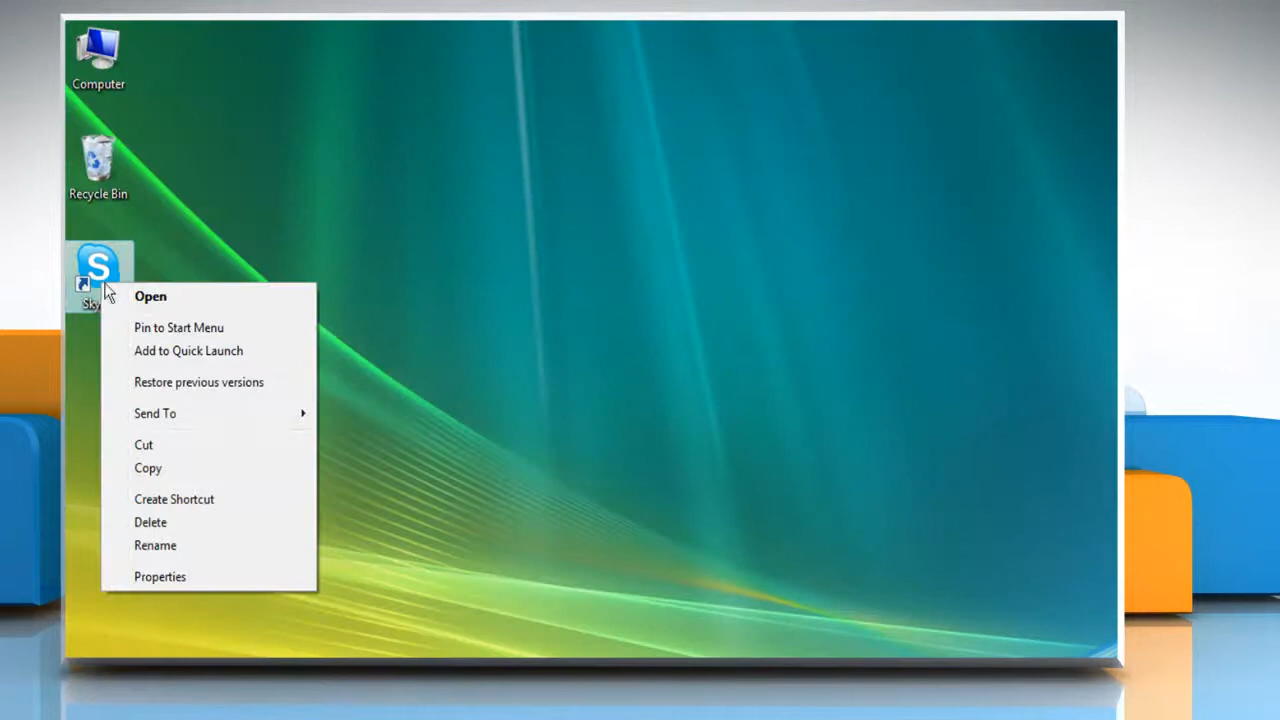 Computer
Recycle Bin
S
Sky
Open
Pin to Start Menu
Add to Quick Launch
Restore previous versions
Send To
Cut
Copy
Create Shortcut
Delete
Rename
Properties